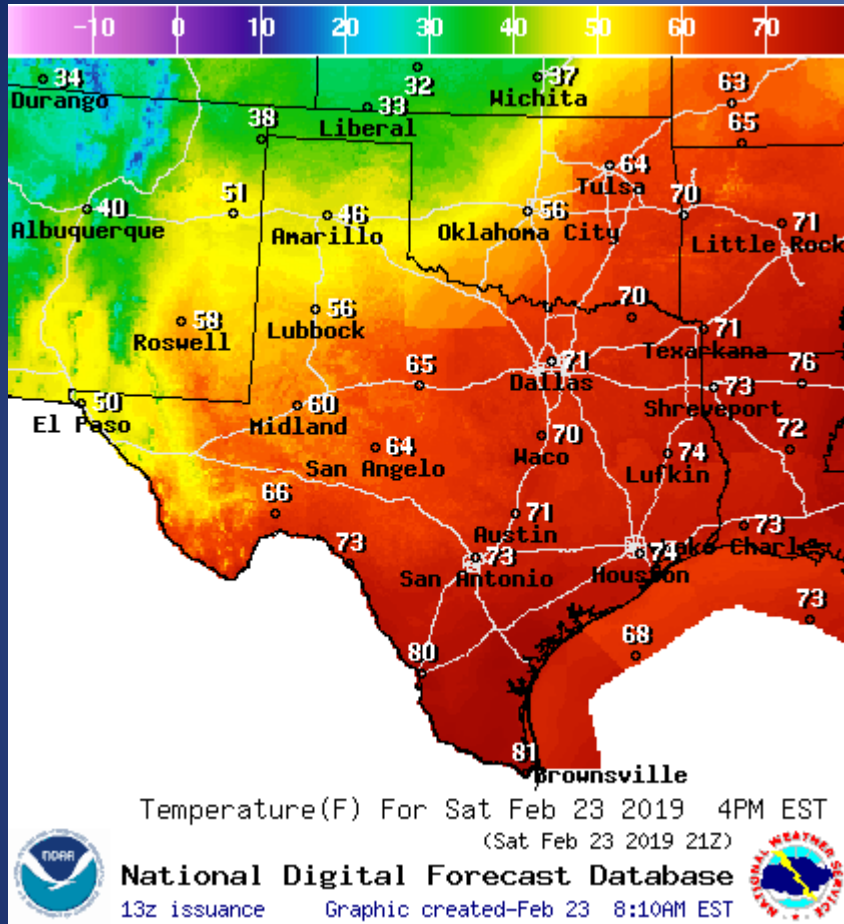 -10 0 10 20 30 40 50 60 70
34 32 37
Durango Wichita 63
33
Liberal
38 65
64
Tulsa
40 51 46 56 70 71
Albuquerque Amarillo Oklahoma City Little Rock
58 56 70 71
Roswell Lubbock Texarkana
65 71 76
Dallas 73
50 60 Shreveport
El Paso Midland
64 70 74 72
San Angelo Waco Lufkin
66 71 73
Austin Lake Charles
73 73 74
San Antonio Houston
73
80 68
81
Brownsville
Temperature(F) For Sat Feb 23 2019 4PM EST
(Sat Feb 23 2019 21Z)
NOAA
National Digital Forecast Database
13z issuance Graphic created-Feb 23 8:10AM EST
NATIONAL WEATHER SERVICE